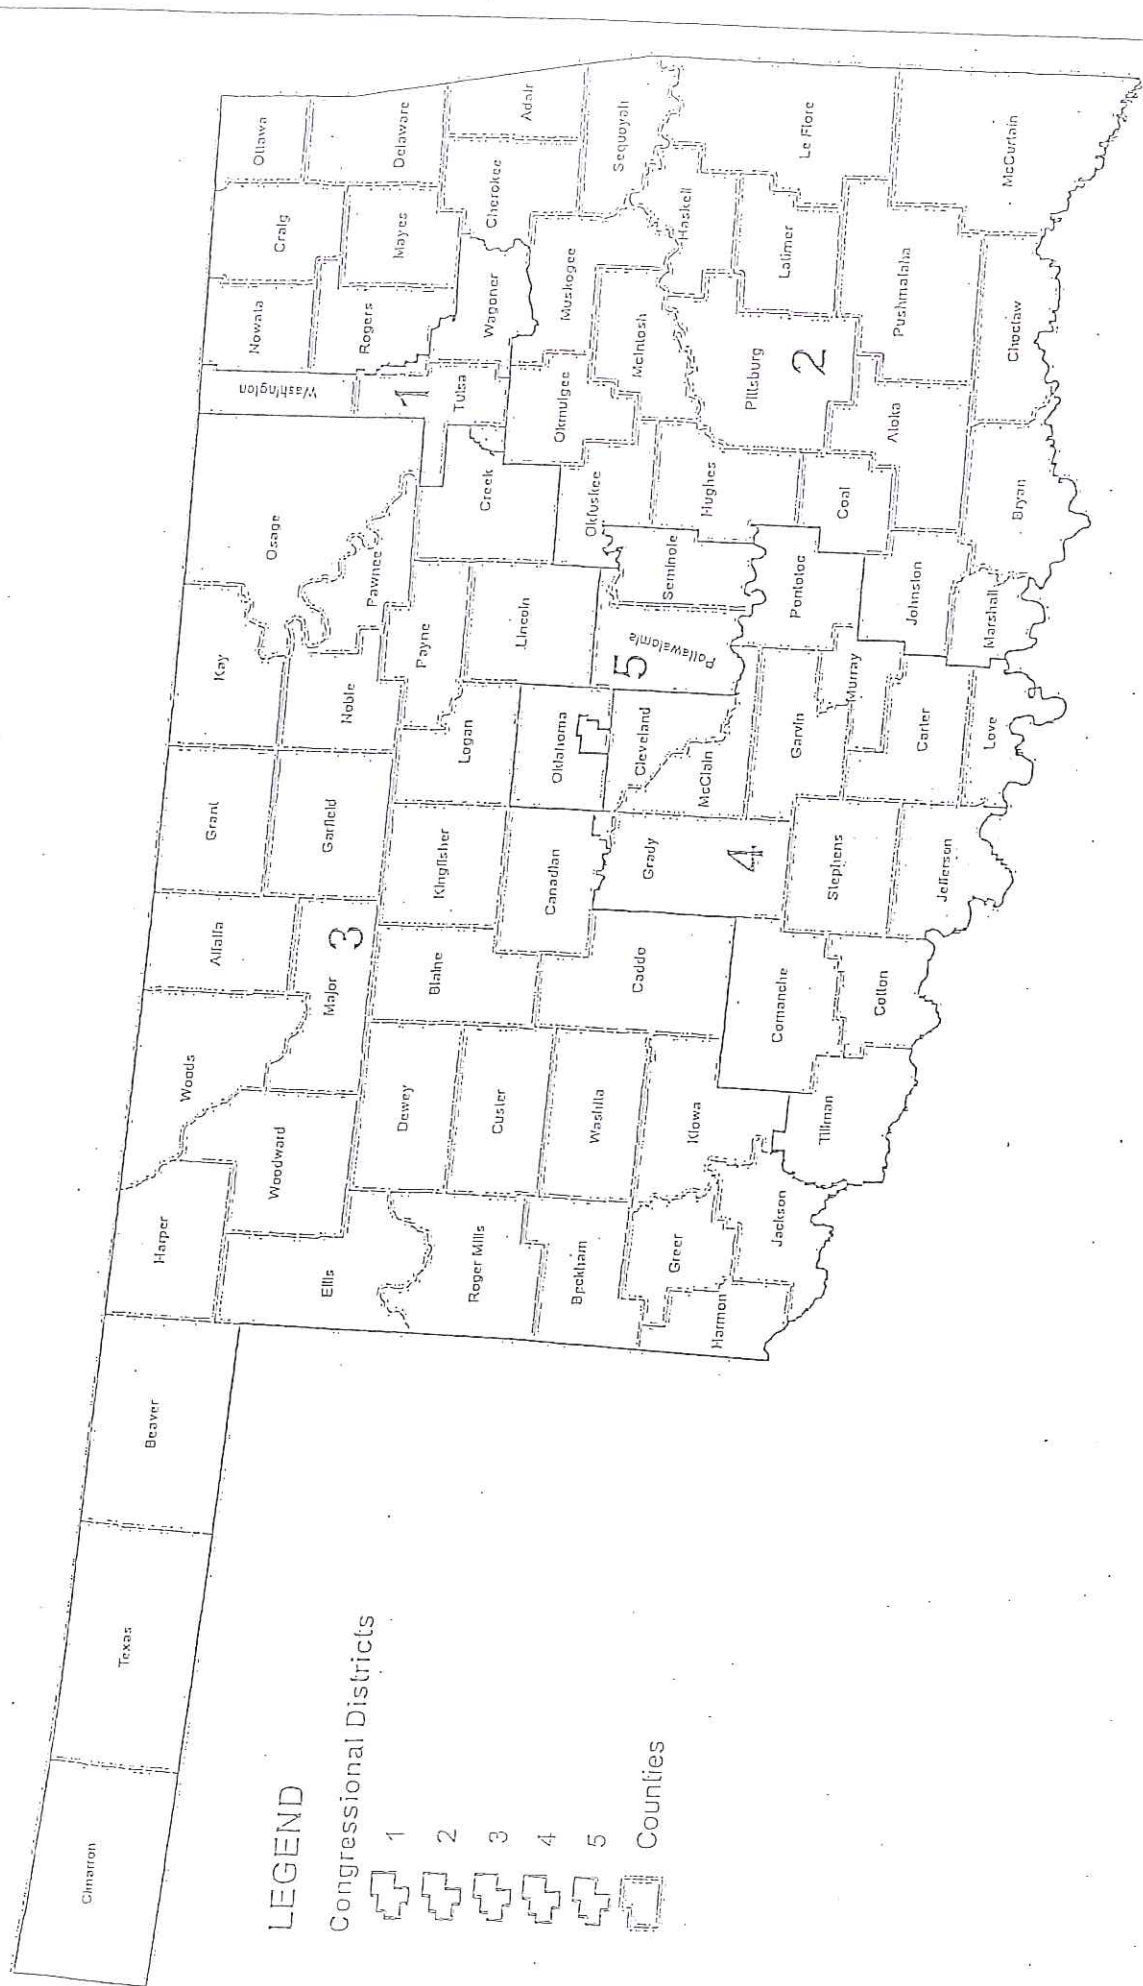 Cimarron
Texas
Beaver
Harper
Woods
Alfalfa
Grant
Kay
Osage
Washington
Nowata
Craig
Ottawa
Ellis
Woodward
Major
3
Garfield
Noble
Pawnee
Rogers
Mayes
Delaware
1
Tulsa
Wagoner
Cherokee
Adair
Roger Mills
Dewey
Blaine
Kingfisher
Logan
Payne
Creek
Custer
Canadian
Oklahoma
Lincoln
Okmulgee
Muskogee
Sequoyah
Beckham
Washita
Caddo
Grady
Cleveland
McClain
5
Pottawatomie
Seminole
Okfuskee
Hughes
McIntosh
Haskell
Le Flore
Greer
Kiowa
Harmon
Jackson
Tillman
Comanche
4
Stephens
Garvin
Murray
Pontotoc
Coal
Pittsburg
2
Latimer
Cotton
Jefferson
Carter
Love
Johnston
Marshall
Atoka
Bryan
Pushmataha
Choctaw
McCurtain
LEGEND
Congressional Districts
1
2
3
4
5
Counties